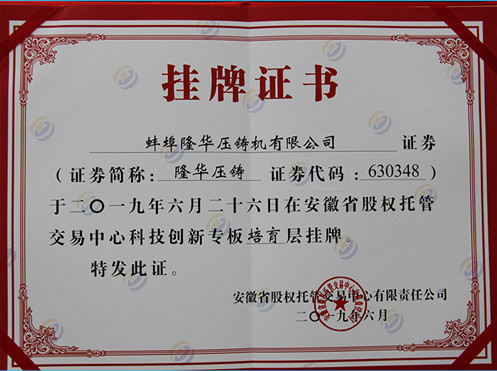 挂牌证书
蚌埠隆华压铸机有限公司 证券
（证券简称：隆华压铸 证券代码：630348）
于二〇一九年六月二十六日在安徽省股权托管
交易中心科技创新专板培育层挂牌。
特发此证。
安徽省股权托管交易中心有限责任公司
二〇一九年六月